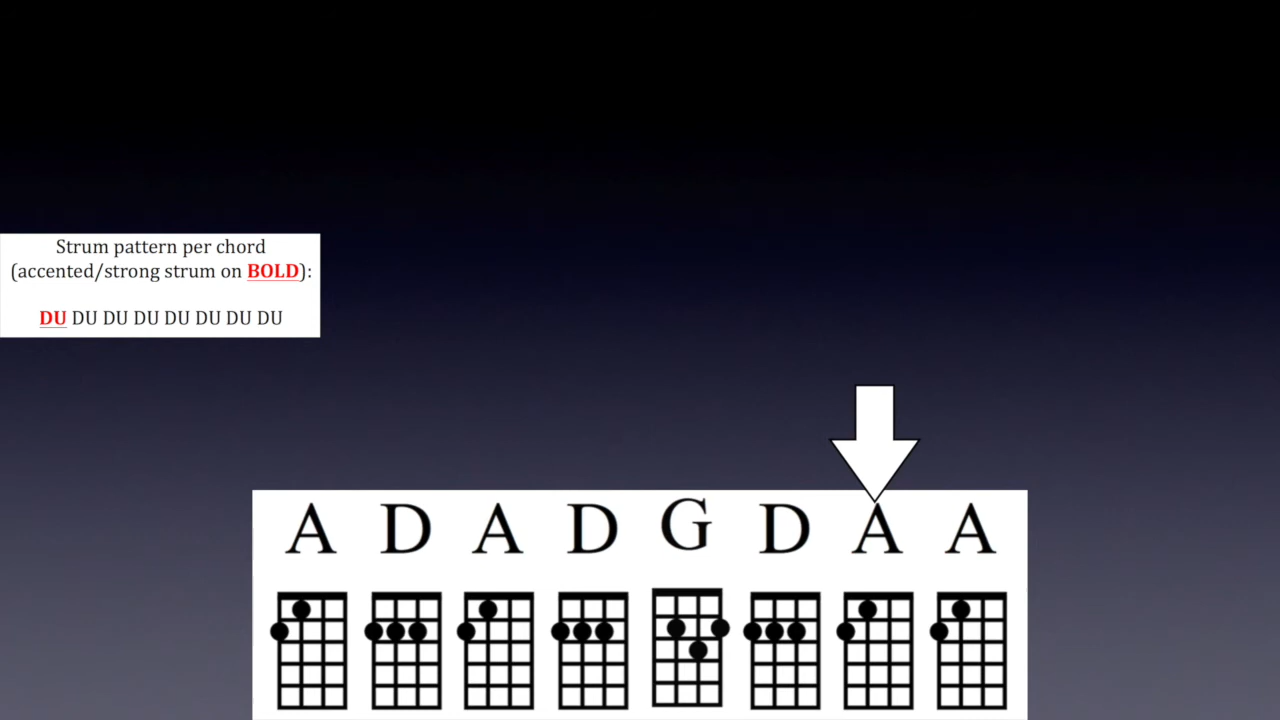 Strum pattern per chord
(accented/strong strum on BOLD):
DU DU DU DU DU DU DU DU
A D A D G D A A